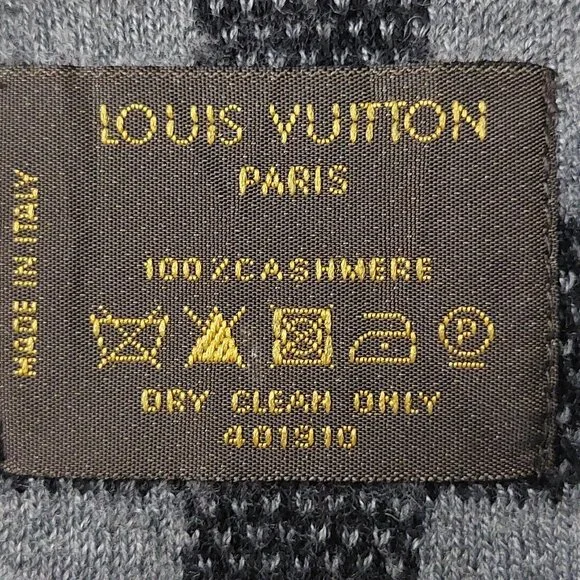 LOUIS VUITTON
PARIS
MADE IN ITALY
100% CASHMERE
P
DRY CLEAN ONLY
401910